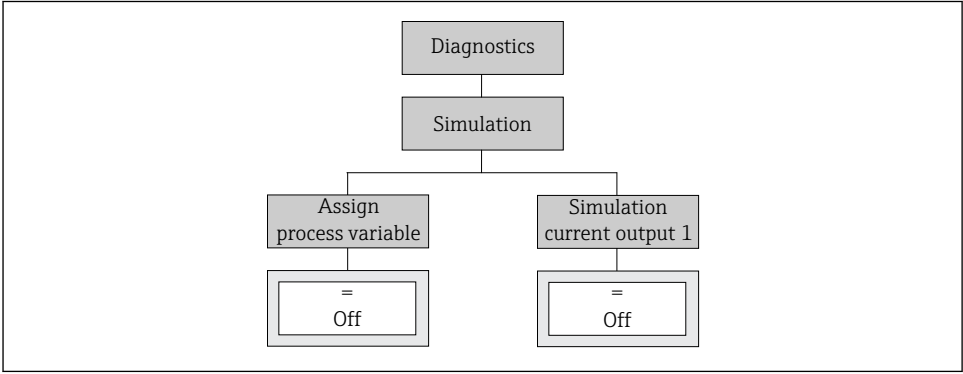 Diagnostics
Simulation
Assign
process variable
Simulation
current output 1
=
Off
=
Off